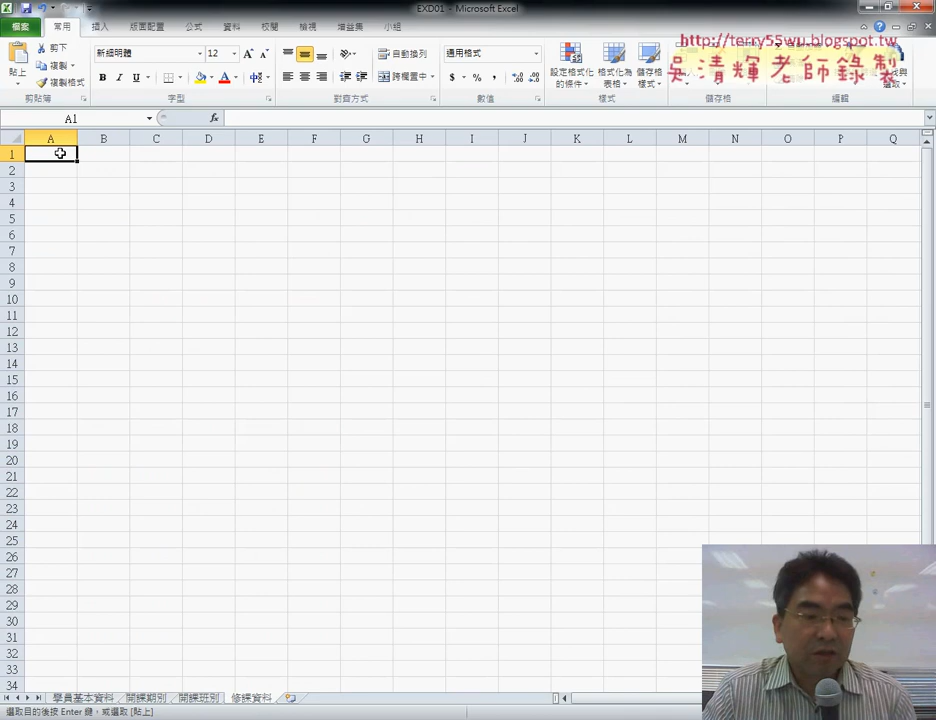 EXD01 - Microsoft Excel
檔案 常用 插入 版面配置 公式 資料 校閱 檢視 增益集 小組
http://terry55wu.blogspot.tw
吳清輝老師錄製
貼上 剪下 複製 複製格式
新細明體 12
自動換列
跨欄置中
通用格式
設定格式化的條件 格式化為表格 儲存格樣式
剪貼簿 字型 對齊方式 數值 樣式 儲存格 編輯
A1 fx
A B C D E F G H I J K L M N O P Q
1
2
3
4
5
6
7
8
9
10
11
12
13
14
15
16
17
18
19
20
21
22
23
24
25
26
27
28
29
30
31
32
33
34
學員基本資料 開課期別 開課班別 修課資料
選取目的後按 Enter 鍵，或選取 [貼上]